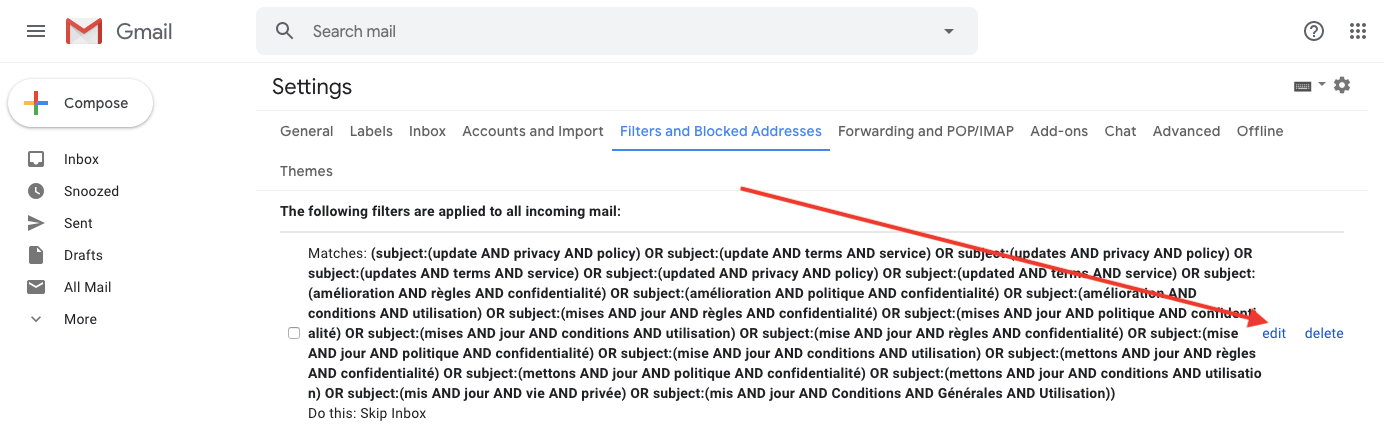 Gmail
Search mail
Settings
Compose
General Labels Inbox Accounts and Import Filters and Blocked Addresses Forwarding and POP/IMAP Add-ons Chat Advanced Offline
Themes
Inbox
Snoozed
Sent
Drafts
All Mail
More
The following filters are applied to all incoming mail:
Matches: (subject:(update AND privacy AND policy) OR subject:(update AND terms AND service) OR subject:(updates AND privacy AND policy) OR
subject:(updates AND terms AND service) OR subject:(updated AND privacy AND policy) OR subject:(updated AND terms AND service) OR subject:
(amélioration AND règles AND confidentialité) OR subject:(amélioration AND politique AND confidentialité) OR subject:(amélioration AND
conditions AND utilisation) OR subject:(mises AND jour AND règles AND confidentialité) OR subject:(mises AND jour AND politique AND confidenti
alité) OR subject:(mises AND jour AND conditions AND utilisation) OR subject:(mise AND jour AND règles AND confidentialité) OR subject:(mise
AND jour AND politique AND confidentialité) OR subject:(mise AND jour AND conditions AND utilisation) OR subject:(mettons AND jour AND règles
AND confidentialité) OR subject:(mettons AND jour AND politique AND confidentialité) OR subject:(mettons AND jour AND conditions AND utilisatio
n) OR subject:(mis AND jour AND vie AND privée) OR subject:(mis AND jour AND Conditions AND Générales AND Utilisation))
Do this: Skip Inbox
edit delete